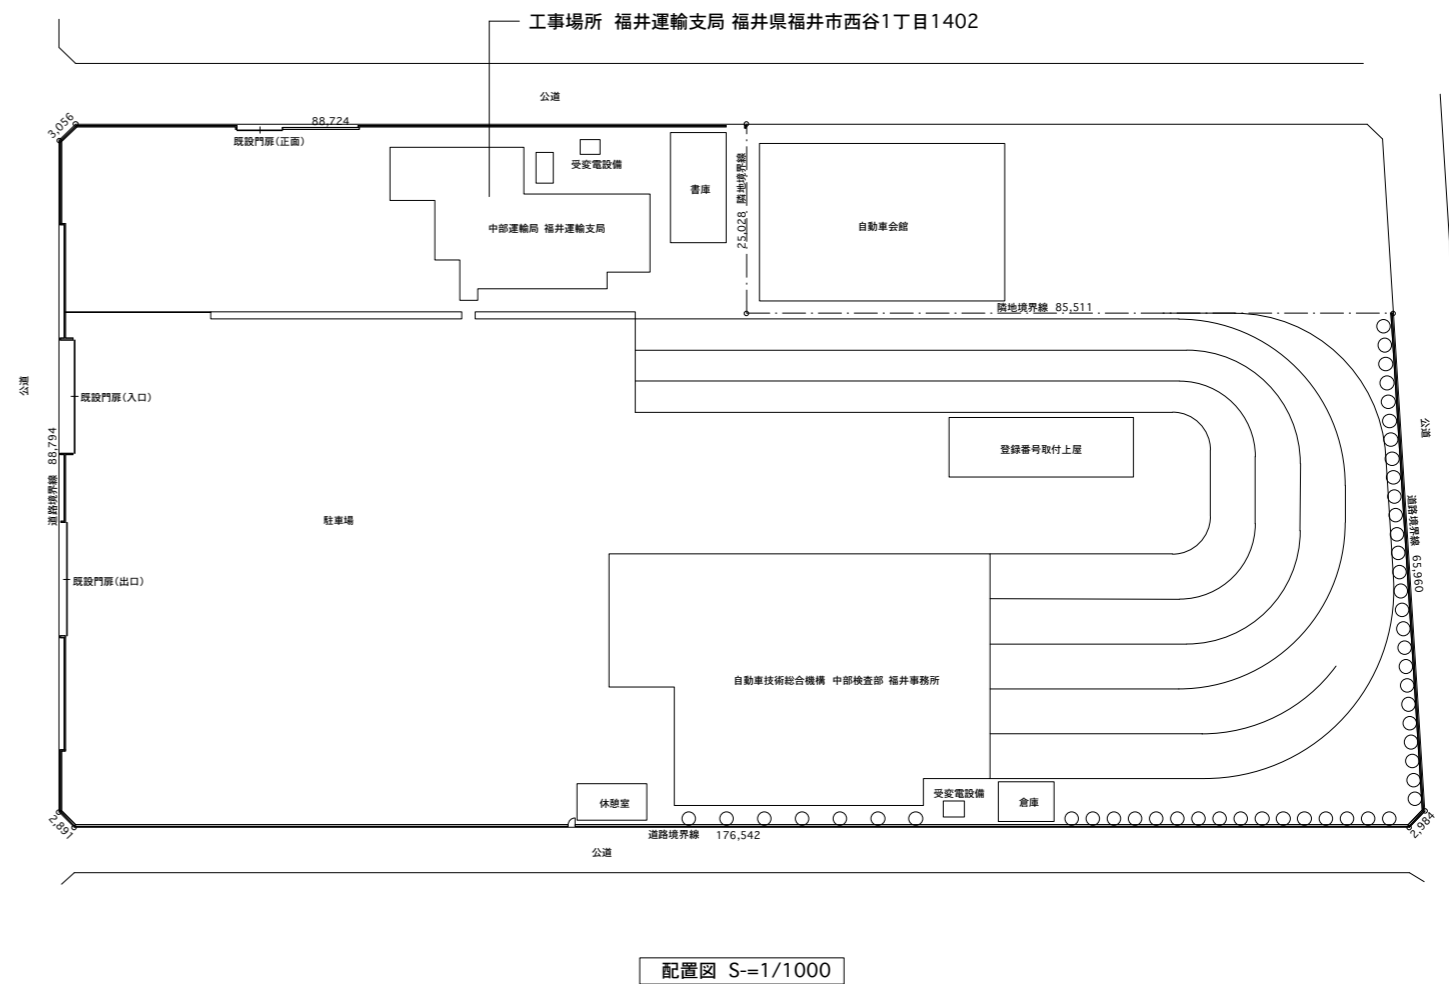 工事場所 福井運輸支局 福井県福井市西谷1丁目1402
公道
3,056
88,724
既設門扉(正面)
受変電設備
書庫
25,028 隣地境界線
自動車会館
中部運輸局 福井運輸支局
隣地境界線 85,511
公道
既設門扉(入口)
道路境界線 88,794
公道
登録番号取付上屋
駐車場
道路境界線 65,960
既設門扉(出口)
自動車技術総合機構 中部検査部 福井事務所
受変電設備
休憩室
倉庫
2,891
道路境界線 176,542
2,984
公道
配置図 S-=1/1000